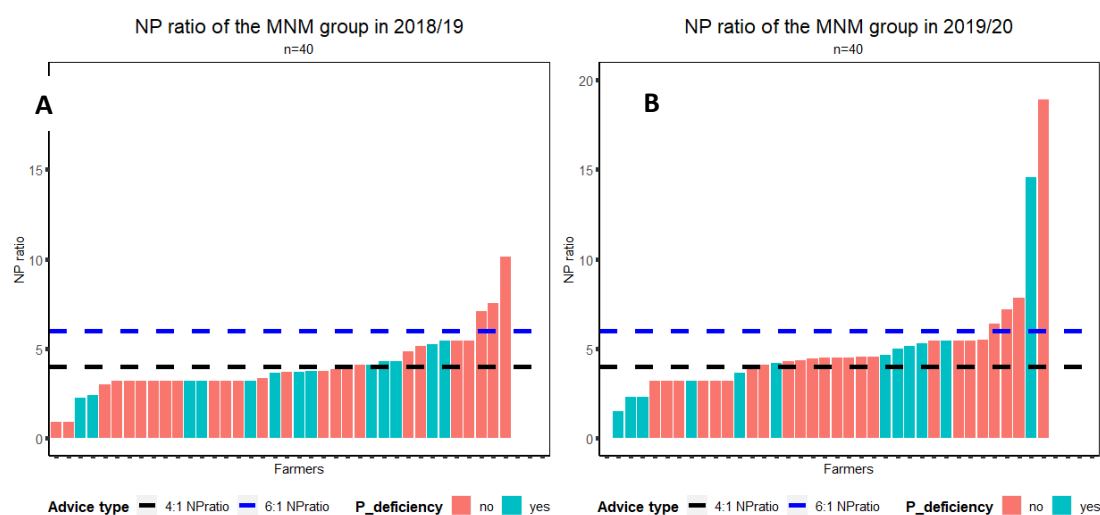 NP ratio of the MNM group in 2018/19
n=40
A
15
10
5
0
NP ratio
Farmers
Advice type 4:1 NPratio 6:1 NPratio P_deficiency no yes
NP ratio of the MNM group in 2019/20
n=40
B
20
15
10
5
0
NP ratio
Farmers
Advice type 4:1 NPratio 6:1 NPratio P_deficiency no yes